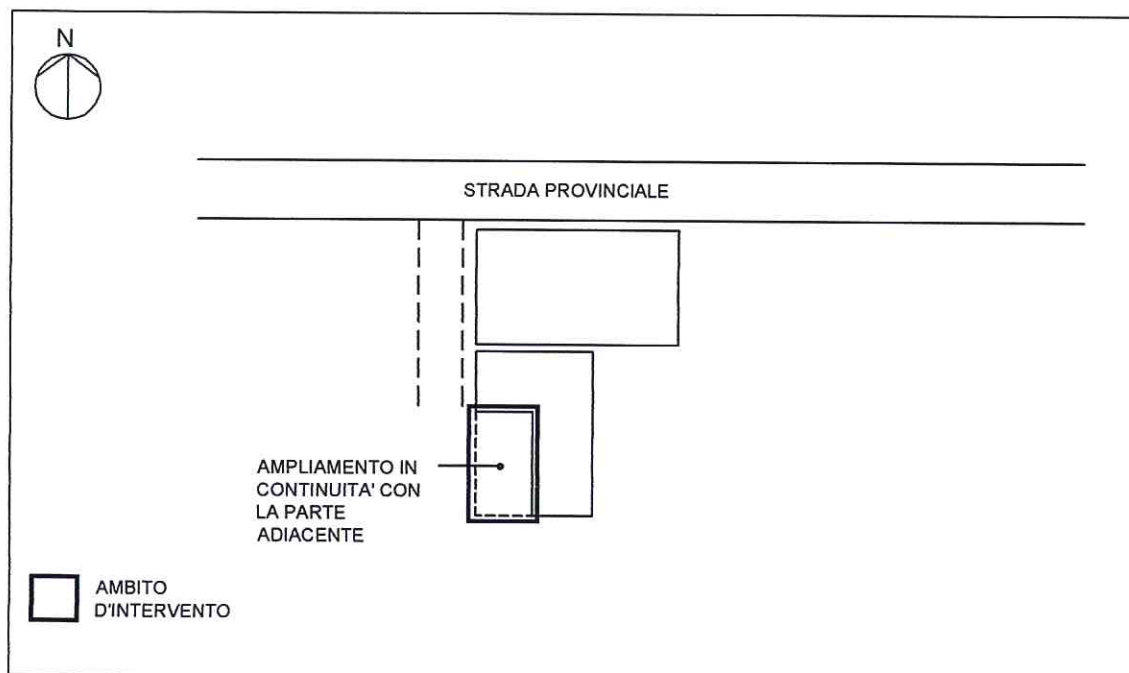 N
STRADA PROVINCIALE
AMPLIAMENTO IN
CONTINUITA' CON
LA PARTE
ADIACENTE
AMBITO
D'INTERVENTO